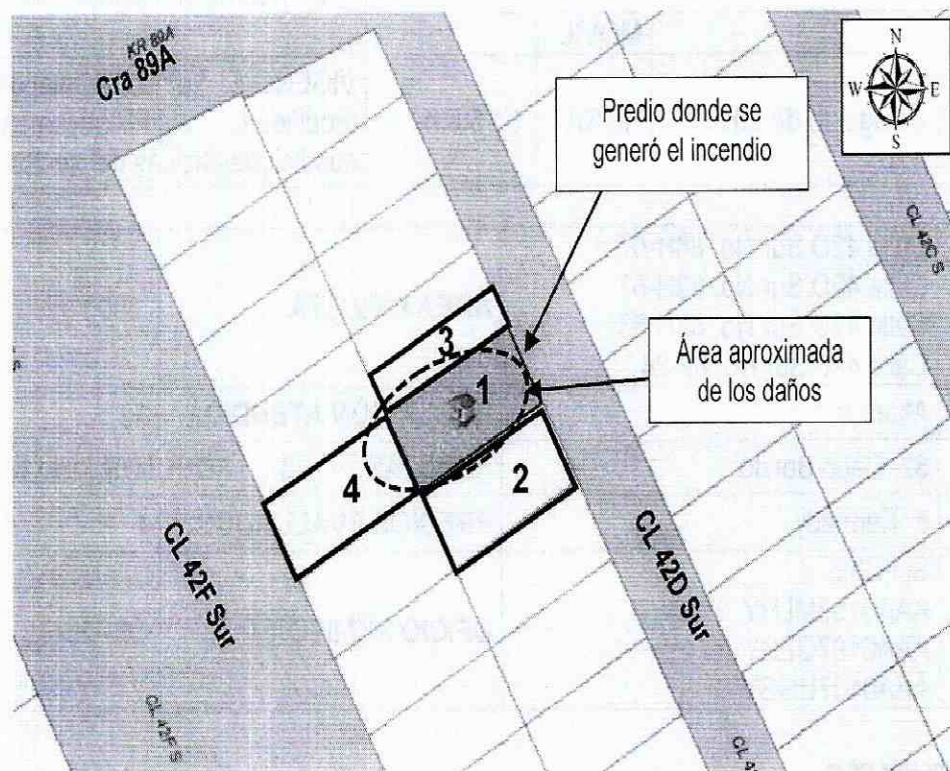 KR 89A
Cra 89A
N
W E
S
Predio donde se
generó el incendio
CL 42C S
Área aproximada
de los daños
3
1
2
4
CL 42F Sur
CL 42D Sur
CL 42F S